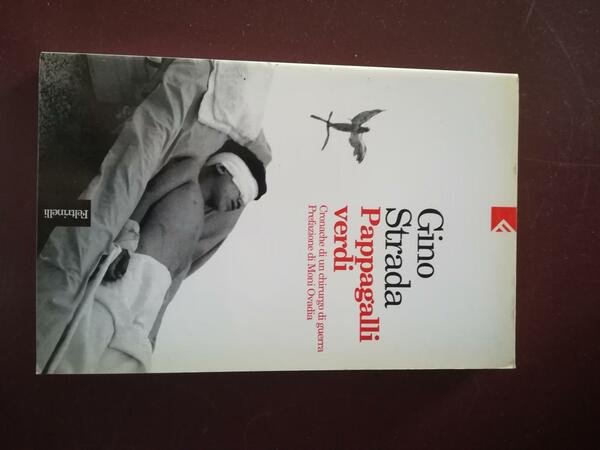 Gino
Strada
Pappagalli
verdi
Cronache di un chirurgo di guerra
Prefazione di Moni Ovadia
Feltrinelli